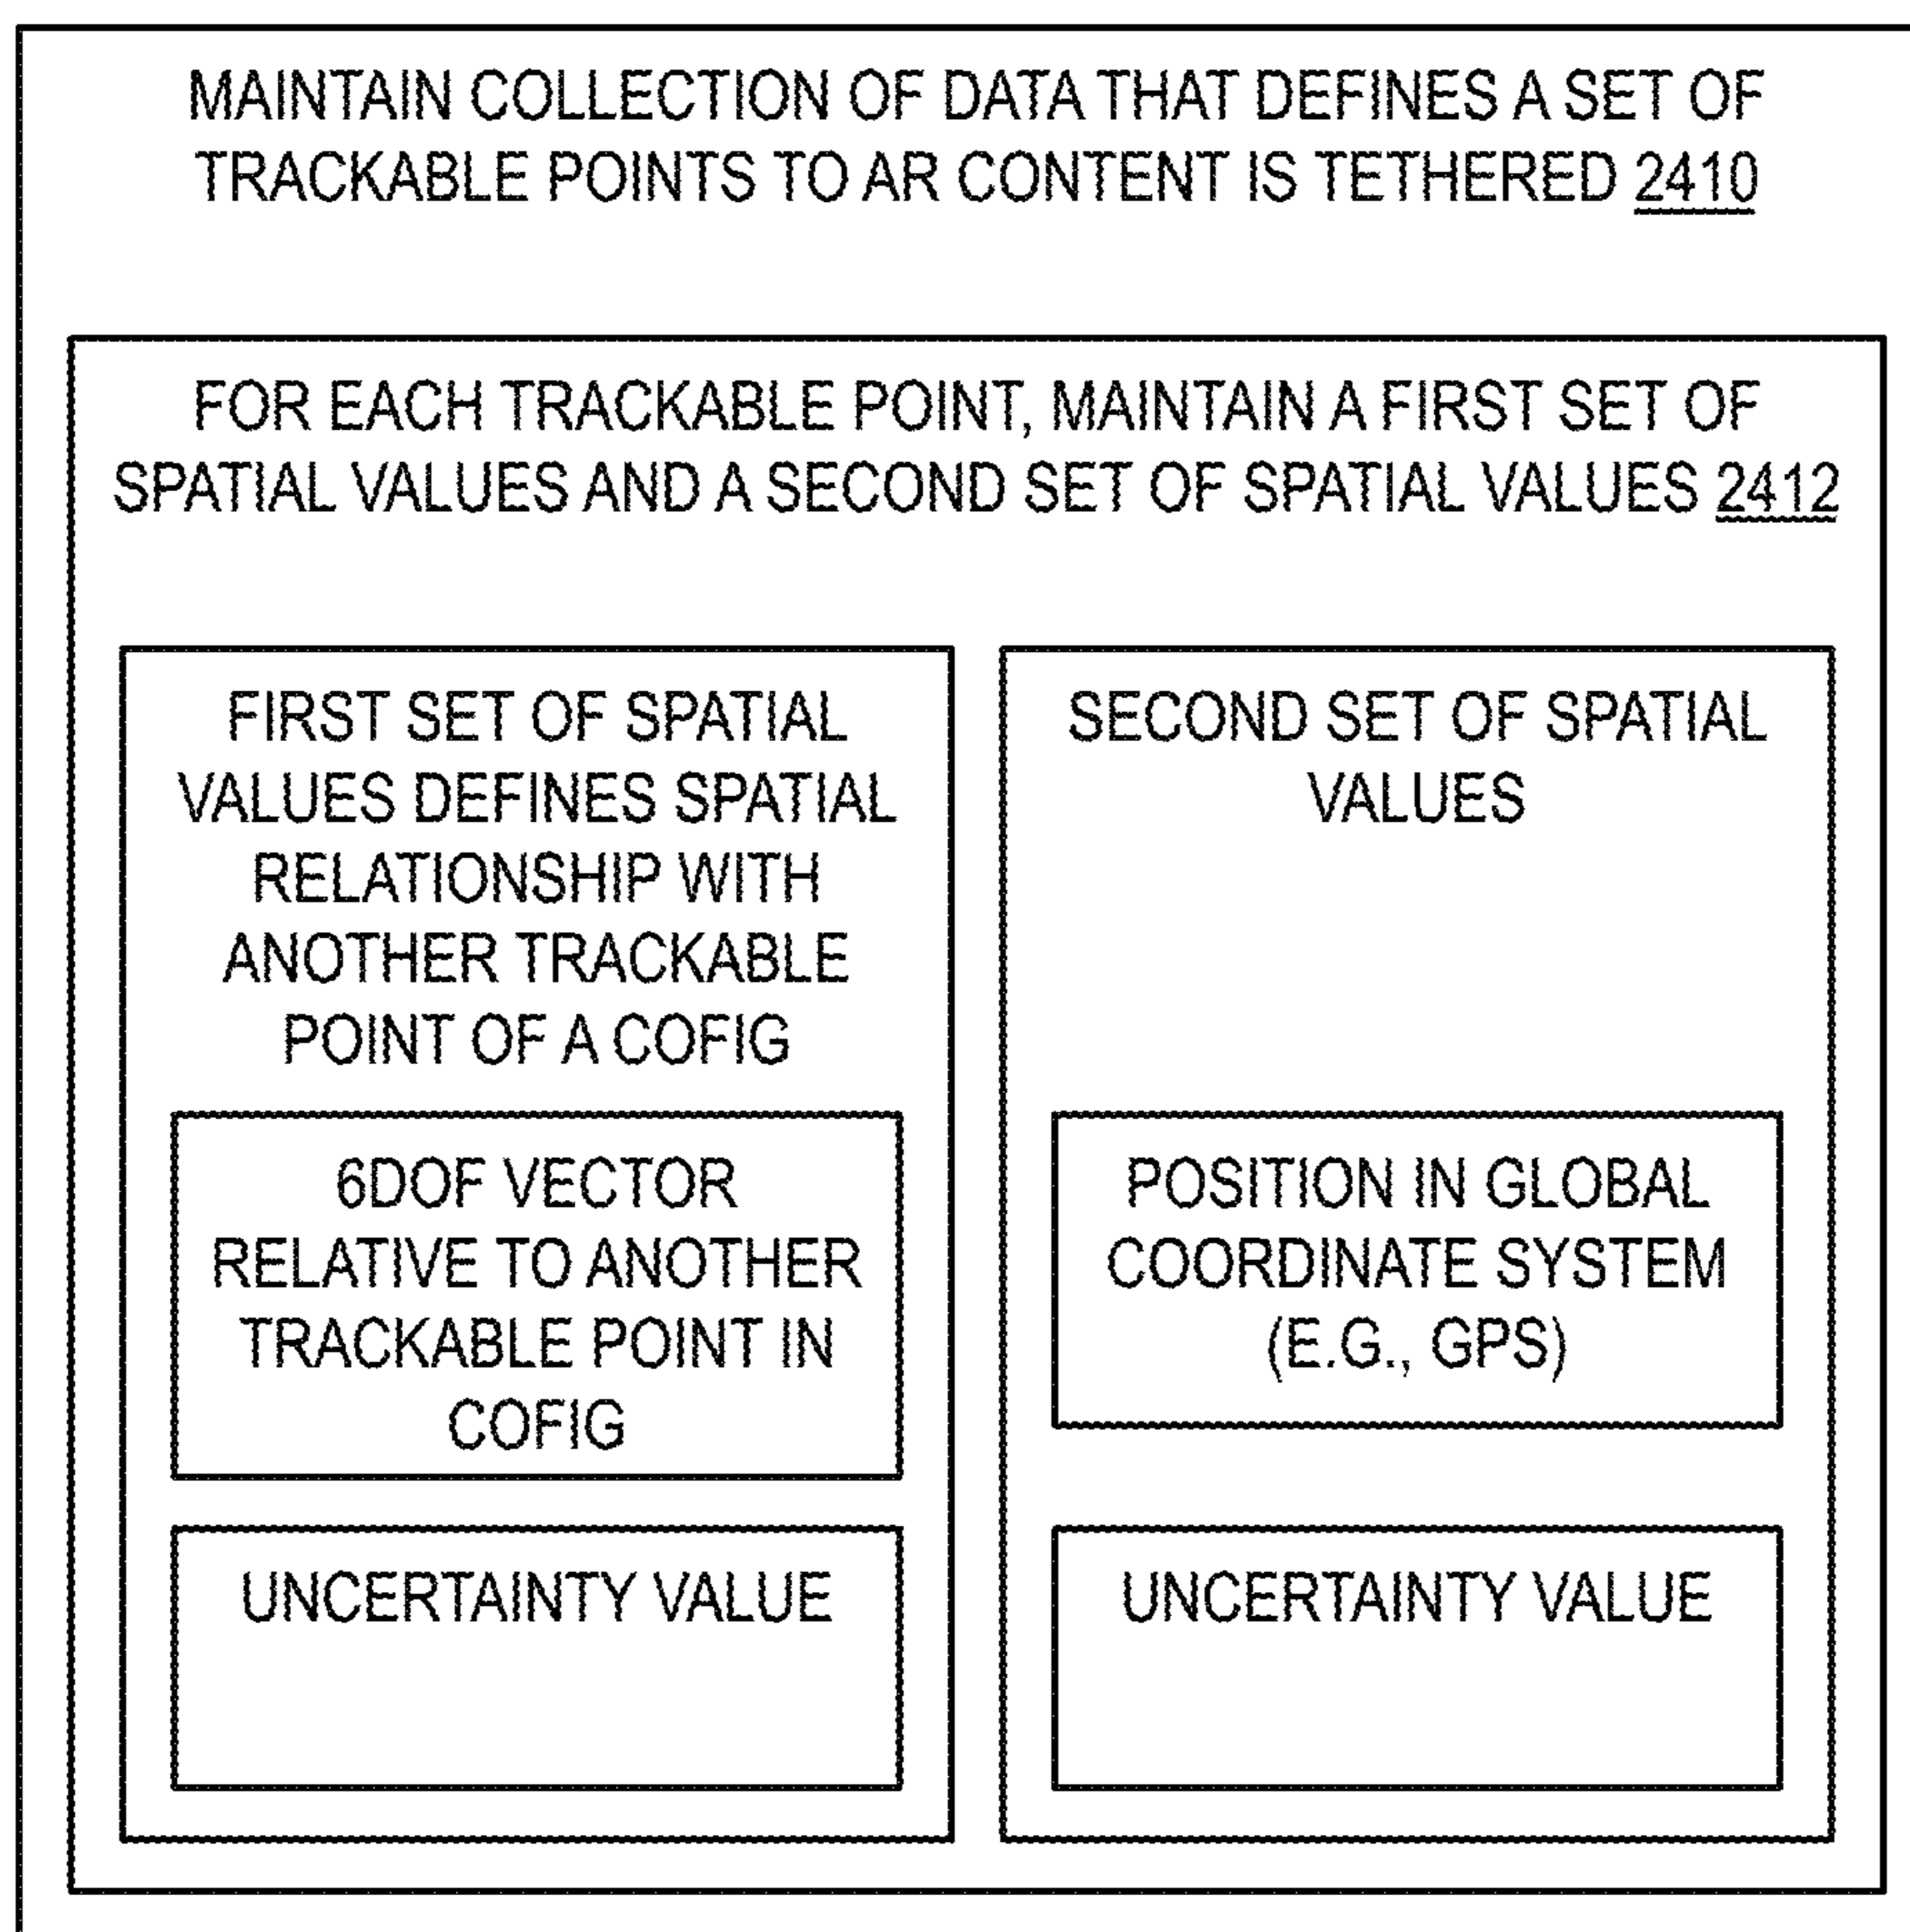 MAINTAIN COLLECTION OF DATA THAT DEFINES A SET OF
TRACKABLE POINTS TO AR CONTENT IS TETHERED 2410
FOR EACH TRACKABLE POINT, MAINTAIN A FIRST SET OF
SPATIAL VALUES AND A SECOND SET OF SPATIAL VALUES 2412
FIRST SET OF SPATIAL
VALUES DEFINES SPATIAL
RELATIONSHIP WITH
ANOTHER TRACKABLE
POINT OF A COFIG
6DOF VECTOR
RELATIVE TO ANOTHER
TRACKABLE POINT IN
COFIG
UNCERTAINTY VALUE
SECOND SET OF SPATIAL
VALUES
POSITION IN GLOBAL
COORDINATE SYSTEM
(E.G., GPS)
UNCERTAINTY VALUE